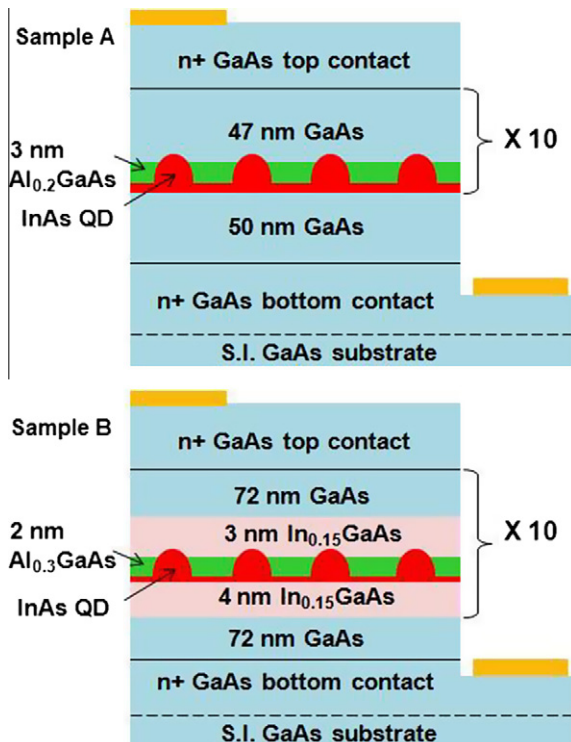 Sample A
n+ GaAs top contact
47 nm GaAs
X 10
3 nm
Al0.2GaAs
InAs QD
50 nm GaAs
n+ GaAs bottom contact
S.I. GaAs substrate
Sample B
n+ GaAs top contact
72 nm GaAs
3 nm In0.15GaAs
X 10
2 nm
Al0.3GaAs
InAs QD
4 nm In0.15GaAs
72 nm GaAs
n+ GaAs bottom contact
S.I. GaAs substrate